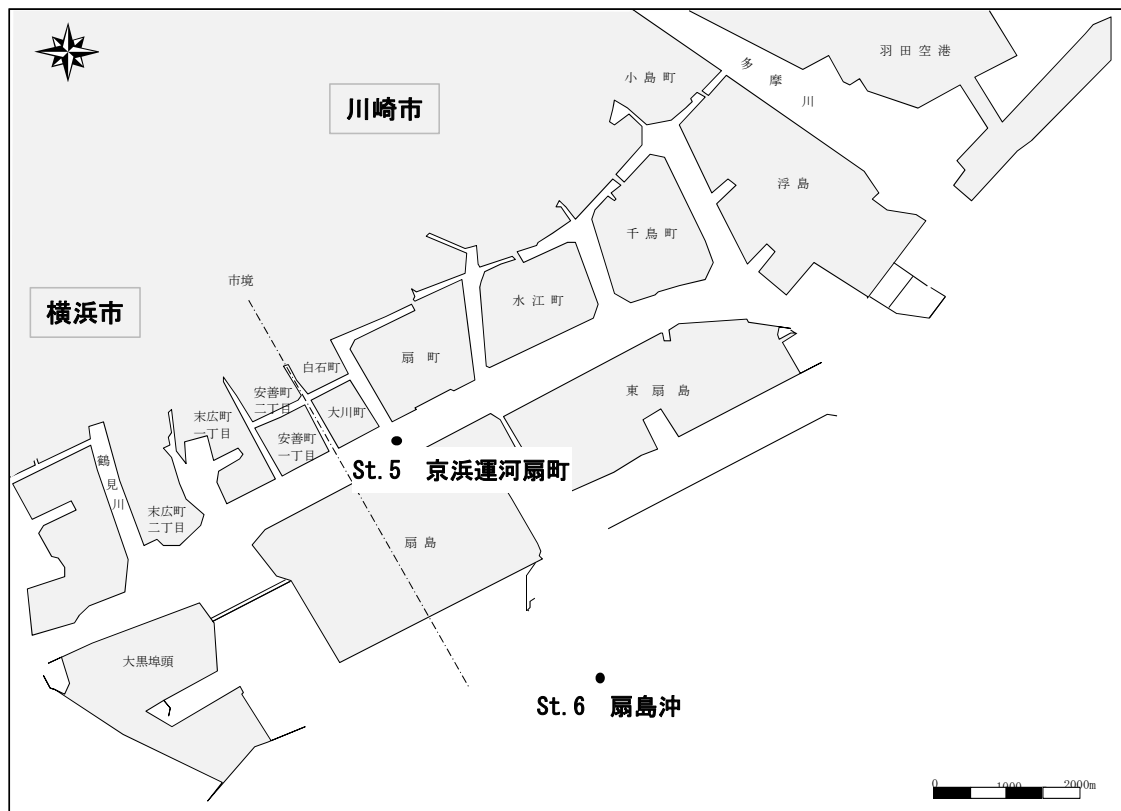 羽田空港
多摩川
小島町
川崎市
浮島
千鳥町
市境
水江町
横浜市
扇町
白石町
東扇島
安善町
二丁目
大川町
末広町
一丁目
安善町
一丁目
St.5 京浜運河扇町
鶴見川
末広町
二丁目
扇島
大黒埠頭
St.6 扇島沖
0 1000 2000m